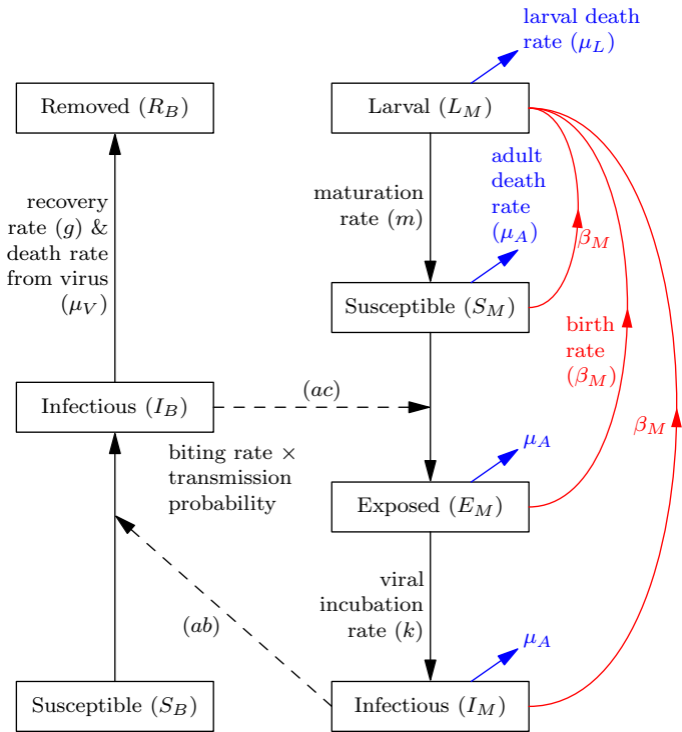 larval death
rate (μ_L)
Removed (R_B)
Larval (L_M)
adult
death
rate
(μ_A)
recovery
rate (g) &
death rate
from virus
(μ_V)
maturation
rate (m)
β_M
Susceptible (S_M)
birth
rate
(β_M)
(ac)
Infectious (I_B)
β_M
biting rate ×
transmission
probability
μ_A
Exposed (E_M)
viral
incubation
rate (k)
(ab)
μ_A
Susceptible (S_B)
Infectious (I_M)